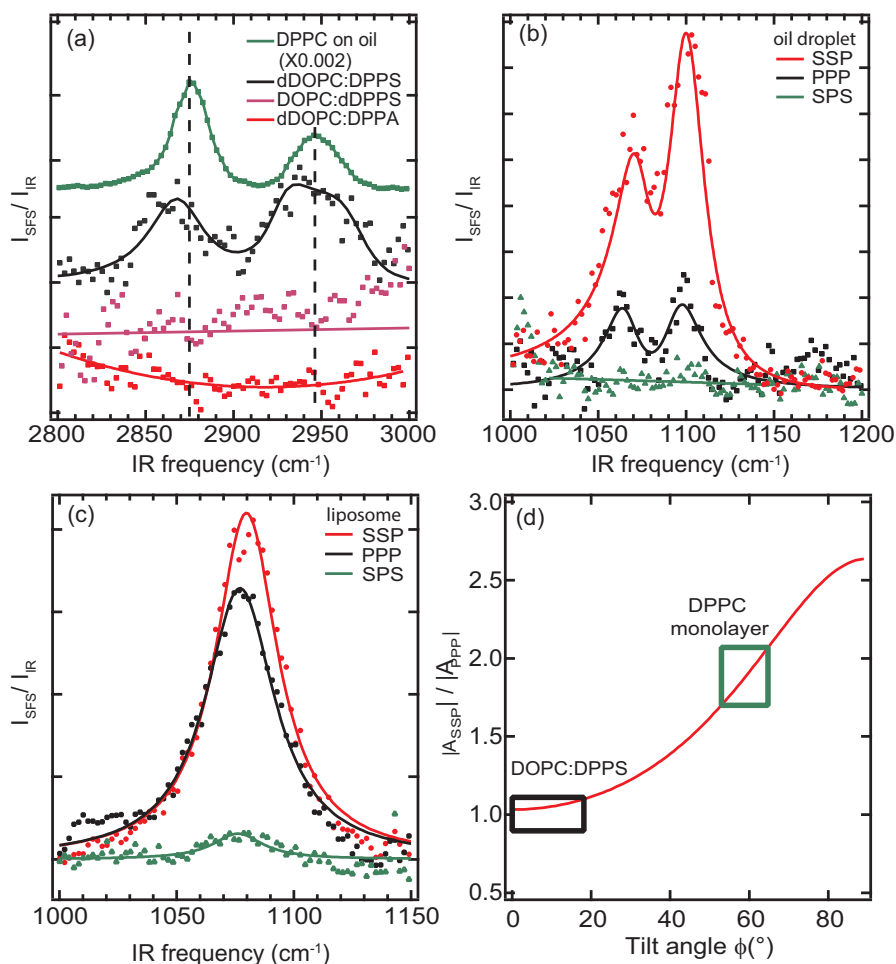 (a)
DPPC on oil
(X0.002)
dDOPC:DPPS
DOPC:dDPPS
dDOPC:DPPA
I_SFS/ I_IR
2800 2850 2900 2950 3000
IR frequency (cm⁻¹)
(b)
oil droplet
SSP
PPP
SPS
I_SFS/ I_IR
1000 1050 1100 1150 1200
IR frequency (cm⁻¹)
(c)
liposome
SSP
PPP
SPS
I_SFS/ I_IR
1000 1050 1100 1150
IR frequency (cm⁻¹)
(d)
3.0
2.5
2.0
1.5
1.0
0.5
|A_SSP| / |A_PPP|
DPPC
monolayer
DOPC:DPPS
0 20 40 60 80
Tilt angle ϕ(°)